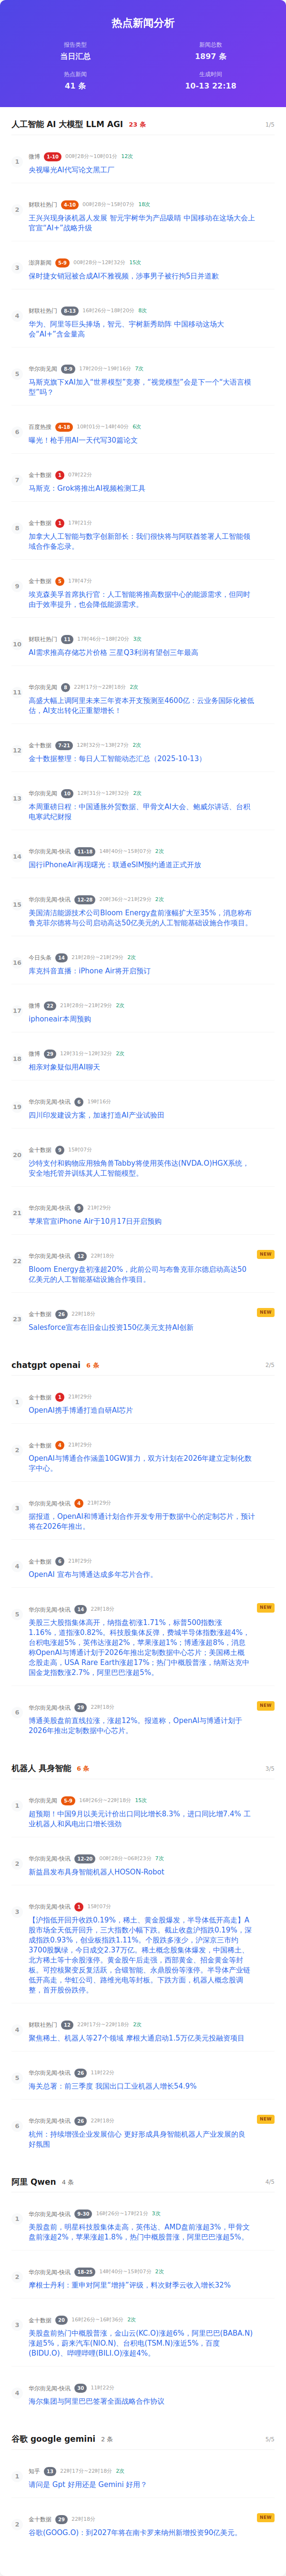 热点新闻分析
报告类型
新闻总数
当日汇总
1897 条
热点新闻
生成时间
41 条
10-13 22:18
人工智能 AI 大模型 LLM AGI 23 条 1/5
1 微博 1-10 00时28分~10时01分 12次
央视曝光AI代写论文黑工厂
2 财联社热门 4-10 00时28分~15时07分 18次
王兴兴现身谈机器人发展 智元宇树华为产品吸睛 中国移动在这大会上
官宣“AI+”战略升级
3 澎湃新闻 5-9 00时28分~12时32分 15次
保时捷女销冠被合成AI不雅视频，涉事男子被行拘5日并道歉
4 财联社热门 8-13 16时26分~18时20分 8次
华为、阿里等巨头捧场，智元、宇树新秀助阵 中国移动这场大
会“AI+”含金量高
5 华尔街见闻 8-9 17时20分~19时16分 7次
马斯克旗下xAI加入“世界模型”竞赛，“视觉模型”会是下一个“大语言模
型”吗？
6 百度热搜 4-18 10时01分~14时40分 6次
曝光！枪手用AI一天代写30篇论文
7 金十数据 1 07时22分
马斯克：Grok将推出AI视频检测工具
8 金十数据 1 17时21分
加拿大人工智能与数字创新部长：我们很快将与阿联酋签署人工智能领
域合作备忘录。
9 金十数据 5 17时47分
埃克森美孚首席执行官：人工智能将推高数据中心的能源需求，但同时
由于效率提升，也会降低能源需求。
10 财联社热门 11 17时46分~18时20分 3次
AI需求推高存储芯片价格 三星Q3利润有望创三年最高
11 华尔街见闻 8 22时17分~22时18分 2次
高盛大幅上调阿里未来三年资本开支预测至4600亿：云业务国际化被低
估，AI支出转化正重塑增长！
12 金十数据 7-21 12时32分~13时27分 2次
金十数据整理：每日人工智能动态汇总（2025-10-13）
13 华尔街见闻 10 12时31分~12时32分 2次
本周重磅日程：中国通胀外贸数据、甲骨文AI大会、鲍威尔讲话、台积
电寒武纪财报
14 华尔街见闻-快讯 11-18 14时40分~15时07分 2次
国行iPhoneAir再现曙光：联通eSIM预约通道正式开放
15 华尔街见闻-快讯 12-28 20时36分~21时29分 2次
美国清洁能源技术公司Bloom Energy盘前涨幅扩大至35%，消息称布
鲁克菲尔德将与公司启动高达50亿美元的人工智能基础设施合作项目。
16 今日头条 14 21时28分~21时29分 2次
库克抖音直播：iPhone Air将开启预订
17 微博 22 21时28分~21时29分 2次
iphoneair本周预购
18 微博 29 12时31分~12时32分 2次
相亲对象疑似用AI聊天
19 华尔街见闻-快讯 6 19时16分
四川印发建设方案，加速打造AI产业试验田
20 金十数据 9 15时07分
沙特支付和购物应用独角兽Tabby将使用英伟达(NVDA.O)HGX系统，
安全地托管并训练其人工智能模型。
21 华尔街见闻-快讯 9 21时29分
苹果官宣iPhone Air于10月17日开启预购
22 华尔街见闻-快讯 12 22时18分 NEW
Bloom Energy盘初涨超20%，此前公司与布鲁克菲尔德启动高达50
亿美元的人工智能基础设施合作项目。
23 金十数据 26 22时18分 NEW
Salesforce宣布在旧金山投资150亿美元支持AI创新
chatgpt openai 6 条 2/5
1 金十数据 1 21时29分
OpenAI携手博通打造自研AI芯片
2 金十数据 4 21时29分
OpenAI与博通合作涵盖10GW算力，双方计划在2026年建立定制化数
字中心。
3 华尔街见闻-快讯 4 21时29分
据报道，OpenAI和博通计划合作开发专用于数据中心的定制芯片，预计
将在2026年推出。
4 金十数据 6 21时29分
OpenAI 宣布与博通达成多年芯片合作。
5 华尔街见闻-快讯 14 22时18分 NEW
美股三大股指集体高开，纳指盘初涨1.71%，标普500指数涨
1.16%，道指涨0.82%。科技股集体反弹，费城半导体指数涨超4%，
台积电涨超5%，英伟达涨超2%，苹果涨超1%；博通涨超8%，消息
称OpenAI与博通计划于2026年推出定制数据中心芯片；美国稀土概
念股走高，USA Rare Earth涨超17%；热门中概股普涨，纳斯达克中
国金龙指数涨2.7%，阿里巴巴涨超5%。
6 华尔街见闻-快讯 29 22时18分 NEW
博通美股盘前直线拉涨，涨超12%。报道称，OpenAI与博通计划于
2026年推出定制数据中心芯片。
机器人 具身智能 6 条 3/5
1 华尔街见闻 5-9 16时26分~22时18分 15次
超预期！中国9月以美元计价出口同比增长8.3%，进口同比增7.4% 工
业机器人和风电出口增长强劲
2 华尔街见闻-快讯 12-20 00时28分~06时23分 7次
新益昌发布具身智能机器人HOSON-Robot
3 华尔街见闻-快讯 1 15时07分
【沪指低开回升收跌0.19%，稀土、黄金股爆发，半导体低开高走】A
股市场全天低开回升，三大指数小幅下跌。截止收盘沪指跌0.19%，深
成指跌0.93%，创业板指跌1.11%。个股跌多涨少，沪深京三市约
3700股飘绿，今日成交2.37万亿。稀土概念股集体爆发，中国稀土、
北方稀土等十余股涨停。黄金股午后走强，西部黄金、招金黄金等封
板。可控核聚变反复活跃，合锻智能、永鼎股份等涨停。半导体产业链
低开高走，华虹公司、路维光电等封板。下跌方面，机器人概念股调
整，首开股份跌停。
4 财联社热门 12 22时17分~22时18分 2次
聚焦稀土、机器人等27个领域 摩根大通启动1.5万亿美元投融资项目
5 华尔街见闻-快讯 26 11时22分
海关总署：前三季度 我国出口工业机器人增长54.9%
6 华尔街见闻-快讯 26 22时18分 NEW
杭州：持续增强企业发展信心 更好形成具身智能机器人产业发展的良
好氛围
阿里 Qwen 4 条 4/5
1 华尔街见闻-快讯 9-30 16时26分~17时21分 3次
美股盘前，明星科技股集体走高，英伟达、AMD盘前涨超3%，甲骨文
盘前涨超2%，苹果涨超1.8%，热门中概股普涨，阿里巴巴涨超5%。
2 华尔街见闻-快讯 18-25 14时40分~15时07分 2次
摩根士丹利：重申对阿里“增持”评级，料次财季云收入增长32%
3 金十数据 20 16时26分~16时36分 2次
美股盘前热门中概股普涨，金山云(KC.O)涨超6%，阿里巴巴(BABA.N)
涨超5%，蔚来汽车(NIO.N)、台积电(TSM.N)涨近5%，百度
(BIDU.O)、哔哩哔哩(BILI.O)涨超4%。
4 华尔街见闻-快讯 30 11时22分
海尔集团与阿里巴巴签署全面战略合作协议
谷歌 google gemini 2 条 5/5
1 知乎 13 22时17分~22时18分 2次
请问是 Gpt 好用还是 Gemini 好用？
2 金十数据 29 22时18分 NEW
谷歌(GOOG.O)：到2027年将在南卡罗来纳州新增投资90亿美元。